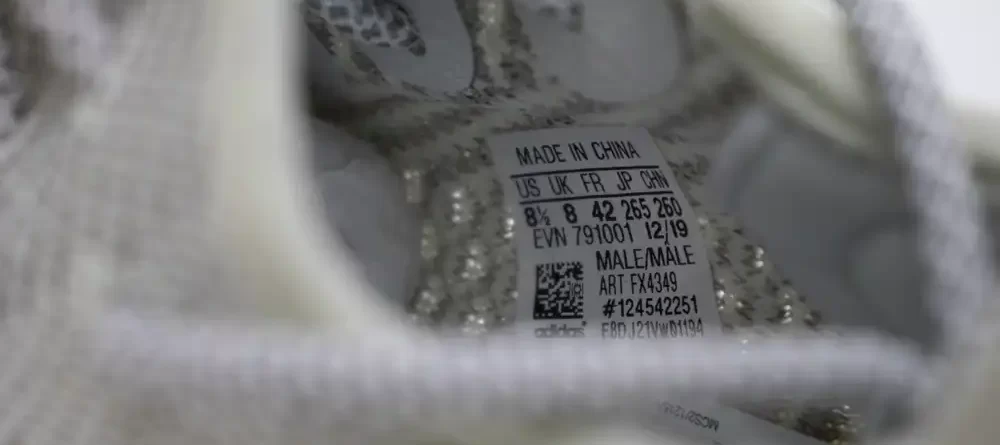 MADE IN CHINA
US UK FR JP CHN
8½ 8 42 265 260
EVN 791001 12/19
MALE/MÂLE
ART FX4349
#124542251
adidas